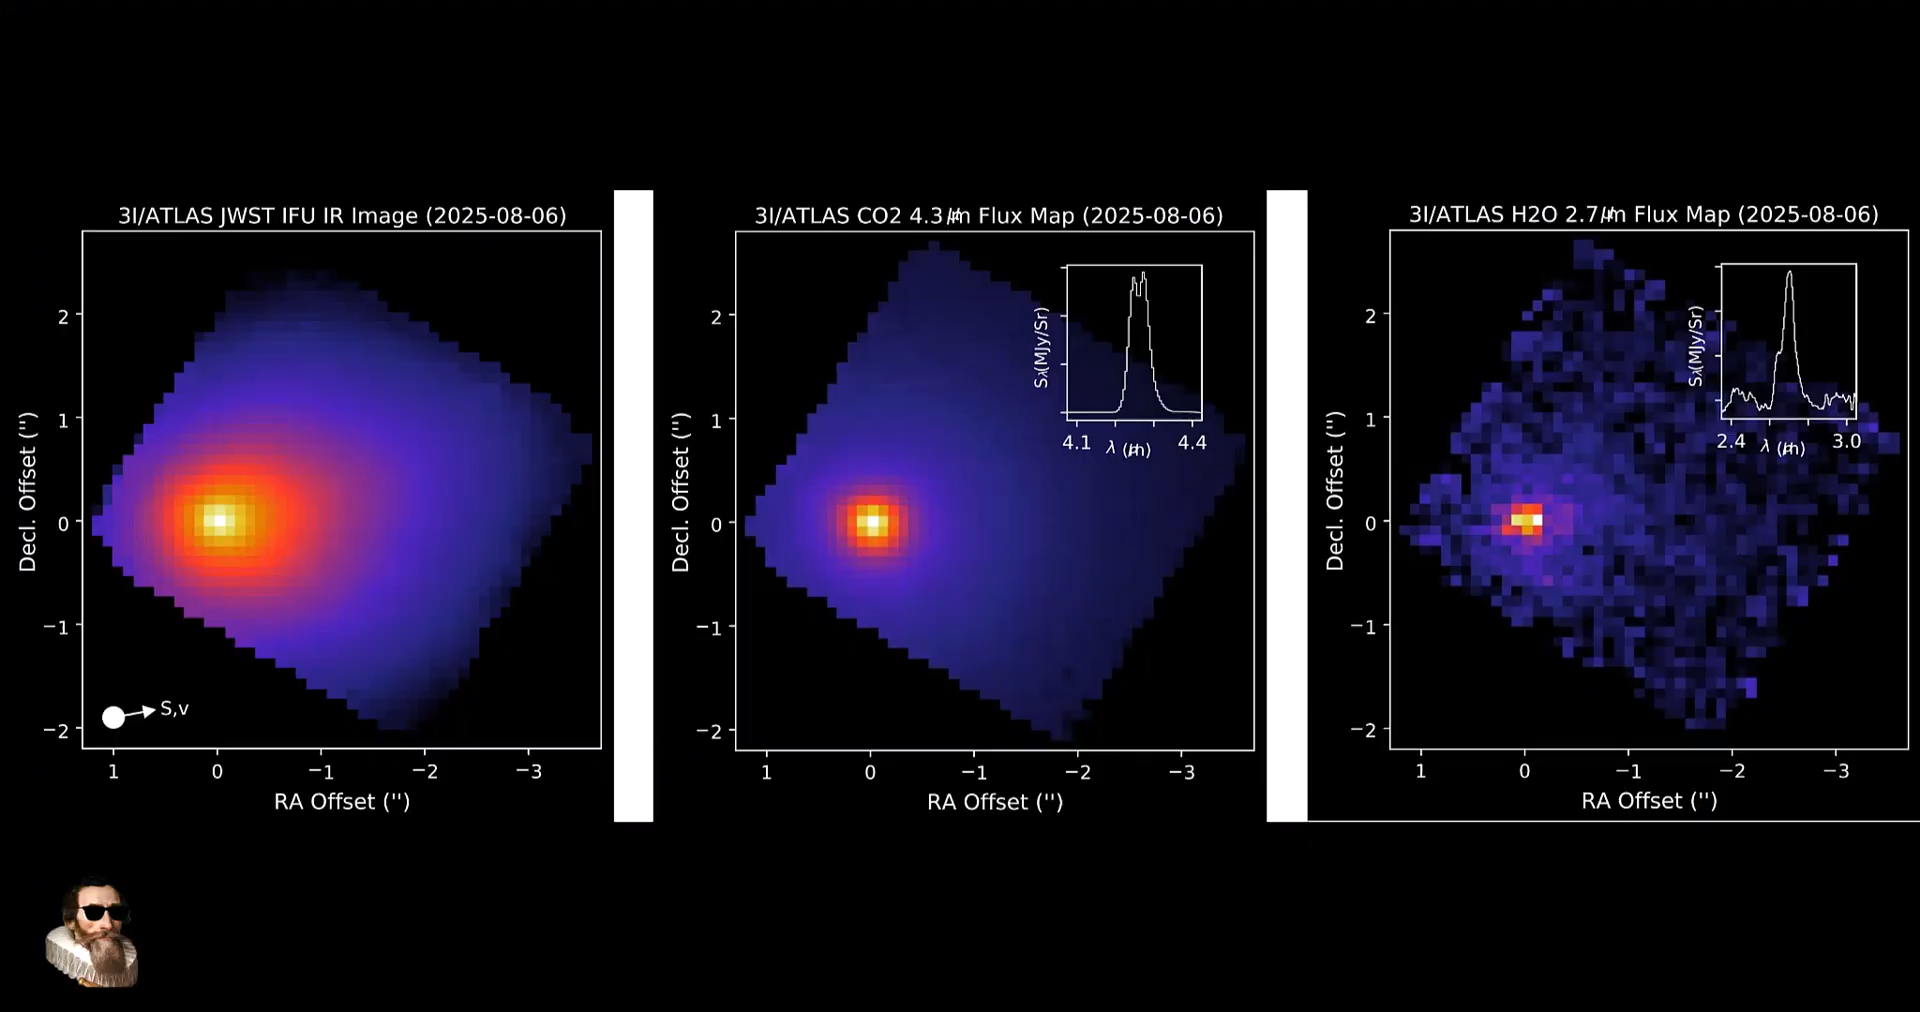 3I/ATLAS JWST IFU IR Image (2025-08-06)
2
1
0
−1
−2
Decl. Offset ('')
S,v
1
0
−1
−2
−3
RA Offset ('')
3I/ATLAS CO2 4.3μm Flux Map (2025-08-06)
2
1
0
−1
−2
Decl. Offset ('')
Sλ(MJy/Sr)
4.1
λ (μm)
4.4
1
0
−1
−2
−3
RA Offset ('')
3I/ATLAS H2O 2.7μm Flux Map (2025-08-06)
2
1
0
−1
−2
Decl. Offset ('')
Sλ(MJy/Sr)
2.4
λ (μm)
3.0
1
0
−1
−2
−3
RA Offset ('')